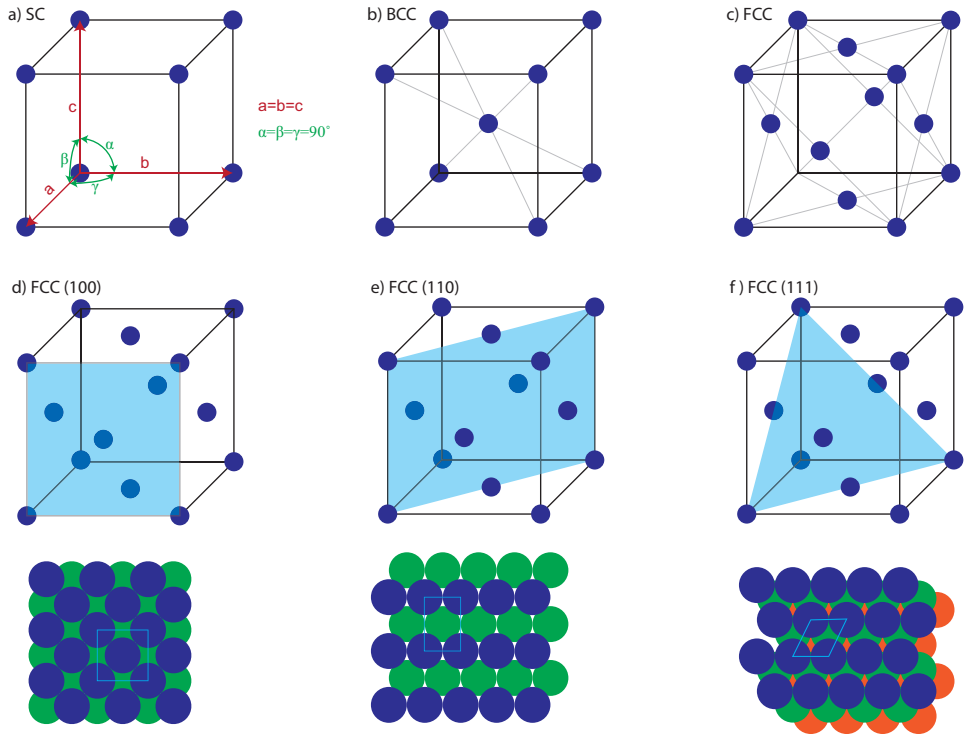 a) SC
b) BCC
c) FCC
c
a=b=c
α=β=γ=90°
α
β
b
a
γ
d) FCC (100)
e) FCC (110)
f ) FCC (111)